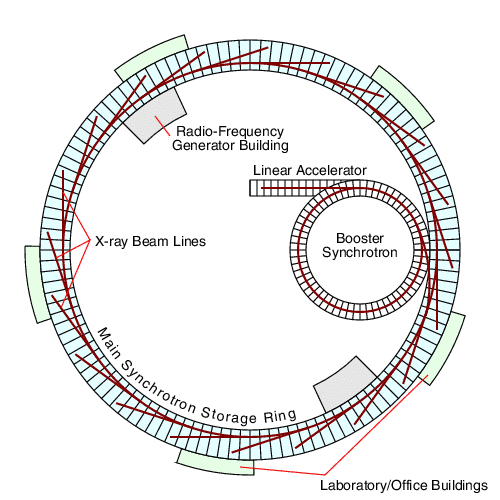 Radio-Frequency
Generator Building
Linear Accelerator
Booster
Synchrotron
X-ray Beam Lines
Main Synchrotron Storage Ring
Laboratory/Office Buildings